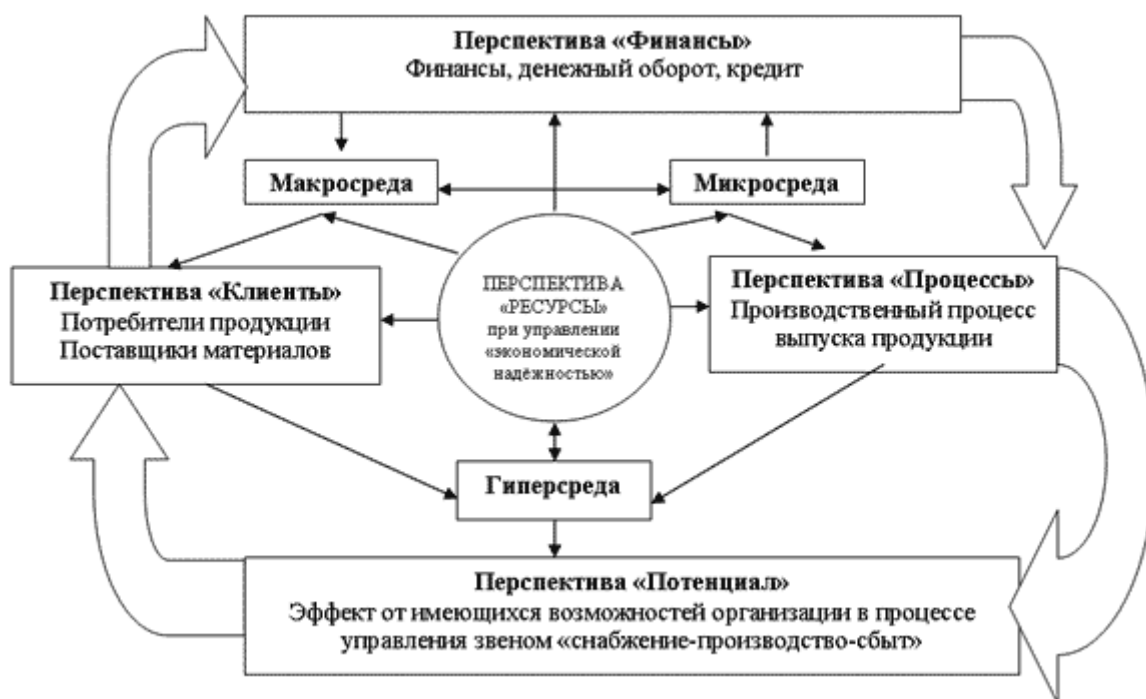 Перспектива «Финансы»
Финансы, денежный оборот, кредит
Макросреда
Микросреда
Перспектива «Клиенты»
Потребители продукции
Поставщики материалов
ПЕРСПЕКТИВА
«РЕСУРСЫ»
при управлении
«экономической
надёжностью»
Перспектива «Процессы»
Производственный процесс
выпуска продукции
Гиперсреда
Перспектива «Потенциал»
Эффект от имеющихся возможностей организации в процессе
управления звеном «снабжение-производство-сбыт»